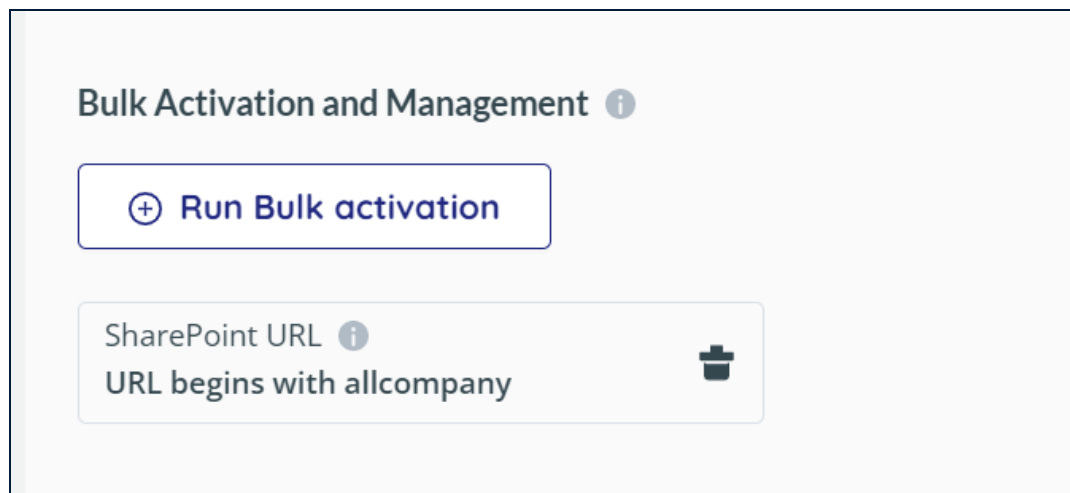 Bulk Activation and Management
Run Bulk activation
SharePoint URL
URL begins with allcompany